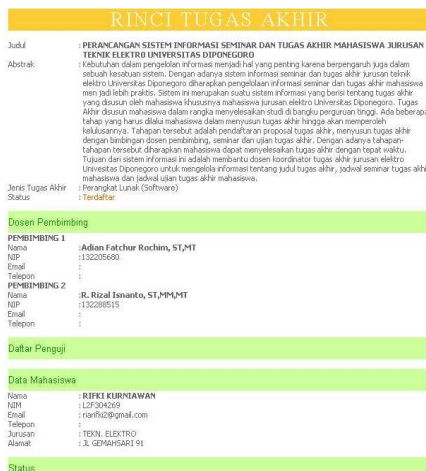 RINCI TUGAS AKHIR
Judul : PERANCANGAN SISTEM INFORMASI SEMINAR DAN TUGAS AKHIR MAHASISWA JURUSAN
TEKNIK ELEKTRO UNIVERSITAS DIPONEGORO
Abstrak : Kebutuhan dalam pengelolan informasi menjadi hal yang penting karena berpengaruh juga dalam
sebuah kesatuan sistem. Dengan adanya sistem informasi seminar dan tugas akhir jurusan teknik
elektro Universitas Diponegoro diharapkan pengelolaan informasi seminar dan tugas akhir mahasiswa
men jadi lebih praktis. Sistem ini merupakan suatu sistem informasi yang berisi tentang tugas akhir
yang disusun oleh mahasiswa khususnya mahasiswa jurusan elektro Universitas Diponegoro. Tugas
Akhir disusun mahasiswa dalam rangka menyelesaikan studi di bangku perguruan tinggi. Ada beberapa
tahap yang harus dilalui mahasiswa dalam menyusun tugas akhir hingga akan memperoleh
kelulusannya. Tahapan tersebut adalah pendaftaran proposal tugas akhir, menyusun tugas akhir
dengan bimbingan dosen pembimbing, seminar dan ujian tugas akhir. Dengan adanya tahapan-
tahapan tersebut diharapkan mahasiswa dapat menyelesaikan tugas akhir dengan tepat waktu.
Tujuan dari sistem informasi ini adalah membantu dosen koordinator tugas akhir jurusan elektro
Universitas Diponegoro untuk mengelola informasi tentang judul tugas akhir, jadwal seminar tugas akhi
mahasiswa dan jadwal ujian tugas akhir mahasiswa.
Jenis Tugas Akhir : Perangkat Lunak (Software)
Status : Terdaftar
Dosen Pembimbing
PEMBIMBING 1
Nama : Adian Fatchur Rochim, ST,MT
NIP :132205680
Email :
Telepon :
PEMBIMBING 2
Nama :R. Rizal Isnanto, ST,MM,MT
NIP :132288515
Email :
Telepon :
Daftar Penguji
Data Mahasiswa
Nama : RIFKI KURNIAWAN
NIM : L2F304269
Email : riarifki2@gmail.com
Telepon :
Jurusan : TEKN. ELEKTRO
Alamat : JL GEMAHSARI 91
Status